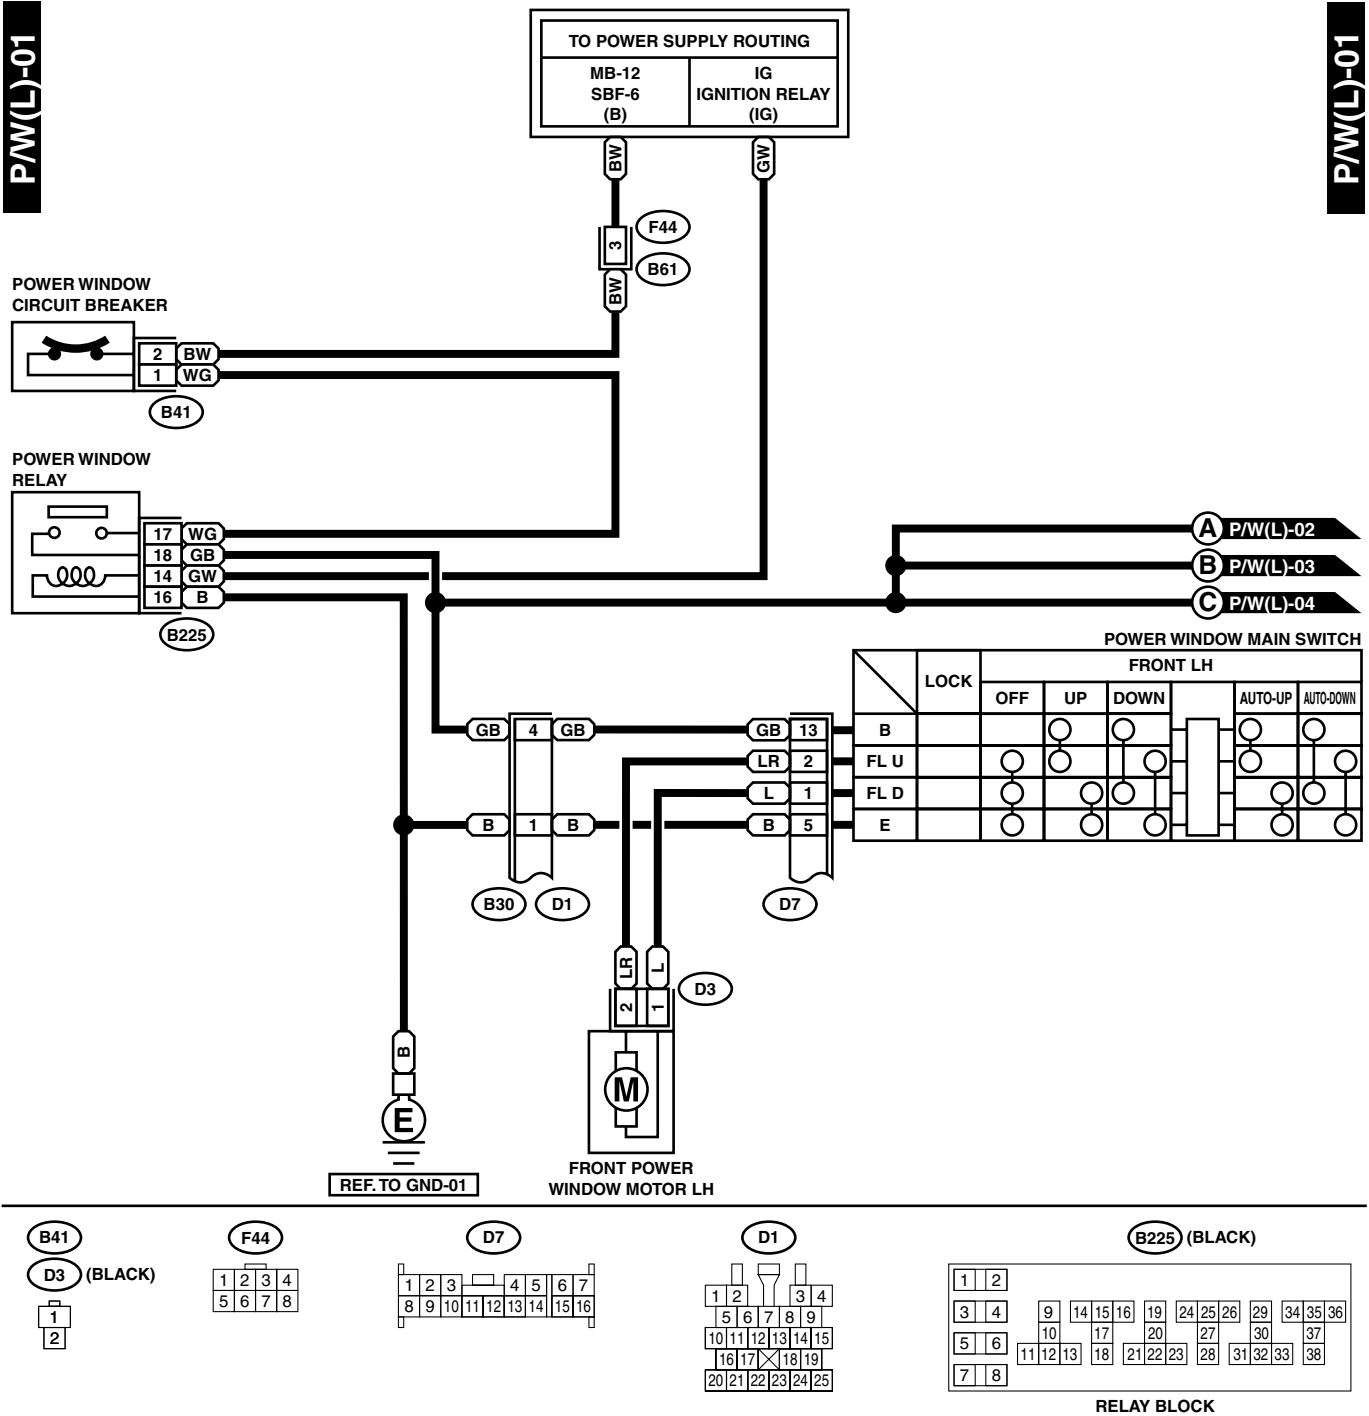 P/W(L)-01
P/W(L)-01
TO POWER SUPPLY ROUTING
MB-12
SBF-6
(B)
IG
IGNITION RELAY
(IG)
BW
GW
3
F44
B61
BW
POWER WINDOW
CIRCUIT BREAKER
2 BW
1 WG
B41
POWER WINDOW
RELAY
17 WG
18 GB
14 GW
16 B
B225
A P/W(L)-02
B P/W(L)-03
C P/W(L)-04
POWER WINDOW MAIN SWITCH
FRONT LH
LOCK
OFF UP DOWN AUTO-UP AUTO-DOWN
GB 4 GB GB 13 B
LR 2 FL U
L 1 FL D
B 1 B B 5 E
B30 D1 D7
LR L
2 1
D3
B
M
E
REF. TO GND-01
FRONT POWER
WINDOW MOTOR LH
B41
D3 (BLACK)
1
2
F44
1 2 3 4
5 6 7 8
D7
1 2 3 4 5 6 7
8 9 10 11 12 13 14 15 16
D1
1 2 3 4
5 6 7 8 9
10 11 12 13 14 15
16 17 18 19
20 21 22 23 24 25
B225 (BLACK)
1 2
3 4 9 14 15 16 19 24 25 26 29 34 35 36
10 17 20 27 30 37
5 6 11 12 13 18 21 22 23 28 31 32 33 38
7 8
RELAY BLOCK